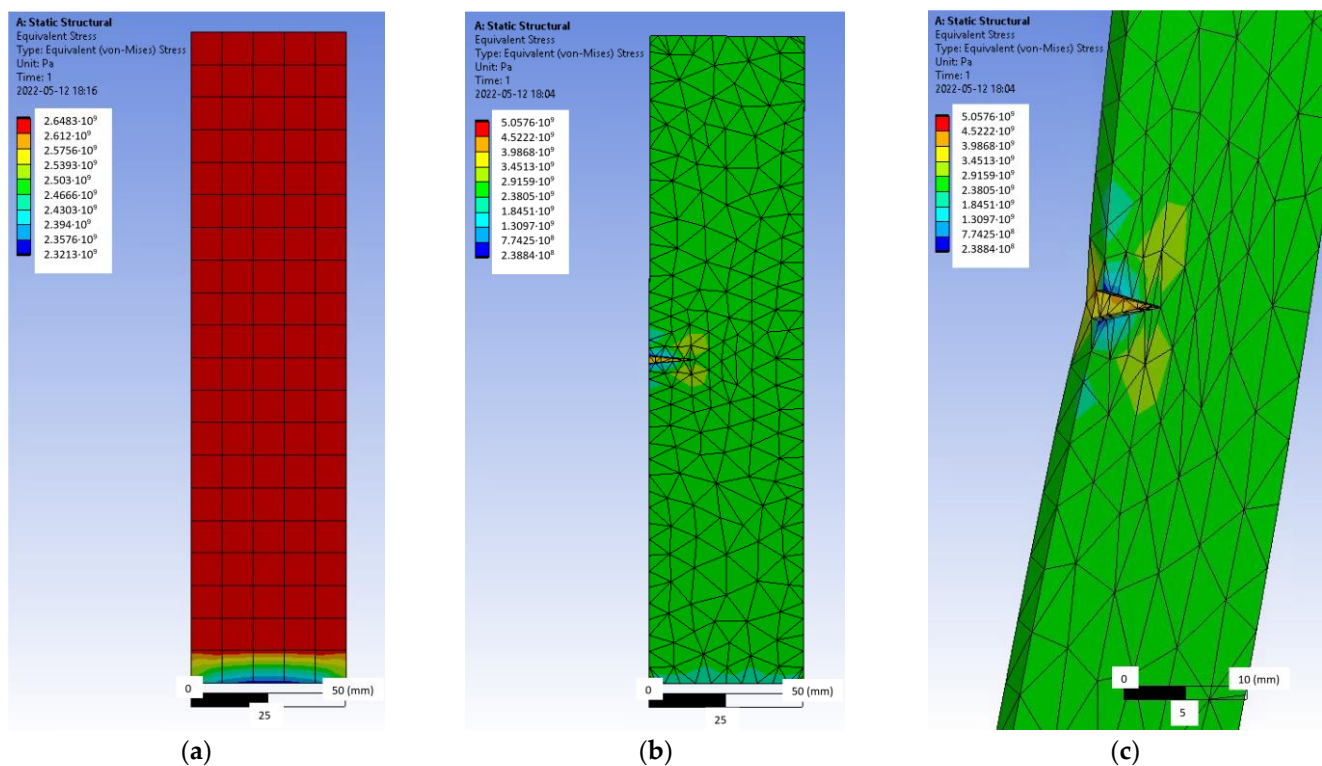 A: Static Structural
Equivalent Stress
Type: Equivalent (von-Mises) Stress
Unit: Pa
Time: 1
2022-05-12 18:16
2.6483·10⁹
2.612·10⁹
2.5756·10⁹
2.5393·10⁹
2.503·10⁹
2.4666·10⁹
2.4303·10⁹
2.394·10⁹
2.3576·10⁹
2.3213·10⁹
0
50 (mm)
25
(a)
A: Static Structural
Equivalent Stress
Type: Equivalent (von-Mises) Stress
Unit: Pa
Time: 1
2022-05-12 18:04
5.0576·10⁹
4.5222·10⁹
3.9868·10⁹
3.4513·10⁹
2.9159·10⁹
2.3805·10⁹
1.8451·10⁹
1.3097·10⁹
7.7425·10⁸
2.3884·10⁸
0
50 (mm)
25
(b)
A: Static Structural
Equivalent Stress
Type: Equivalent (von-Mises) Stress
Unit: Pa
Time: 1
2022-05-12 18:04
5.0576·10⁹
4.5222·10⁹
3.9868·10⁹
3.4513·10⁹
2.9159·10⁹
2.3805·10⁹
1.8451·10⁹
1.3097·10⁹
7.7425·10⁸
2.3884·10⁸
0
10 (mm)
5
(c)